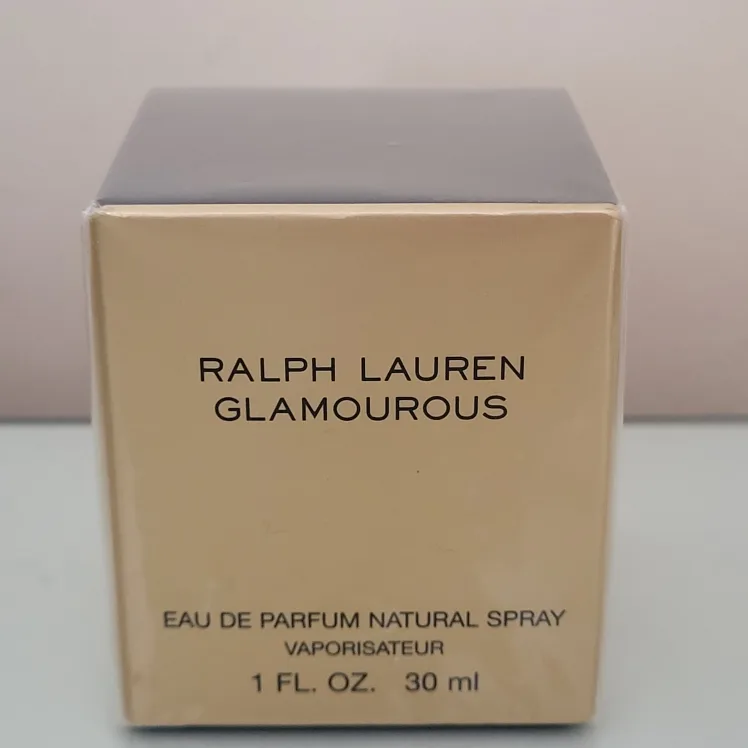 RALPH LAUREN
GLAMOUROUS
EAU DE PARFUM NATURAL SPRAY
VAPORISATEUR
1 FL. OZ. 30 ml